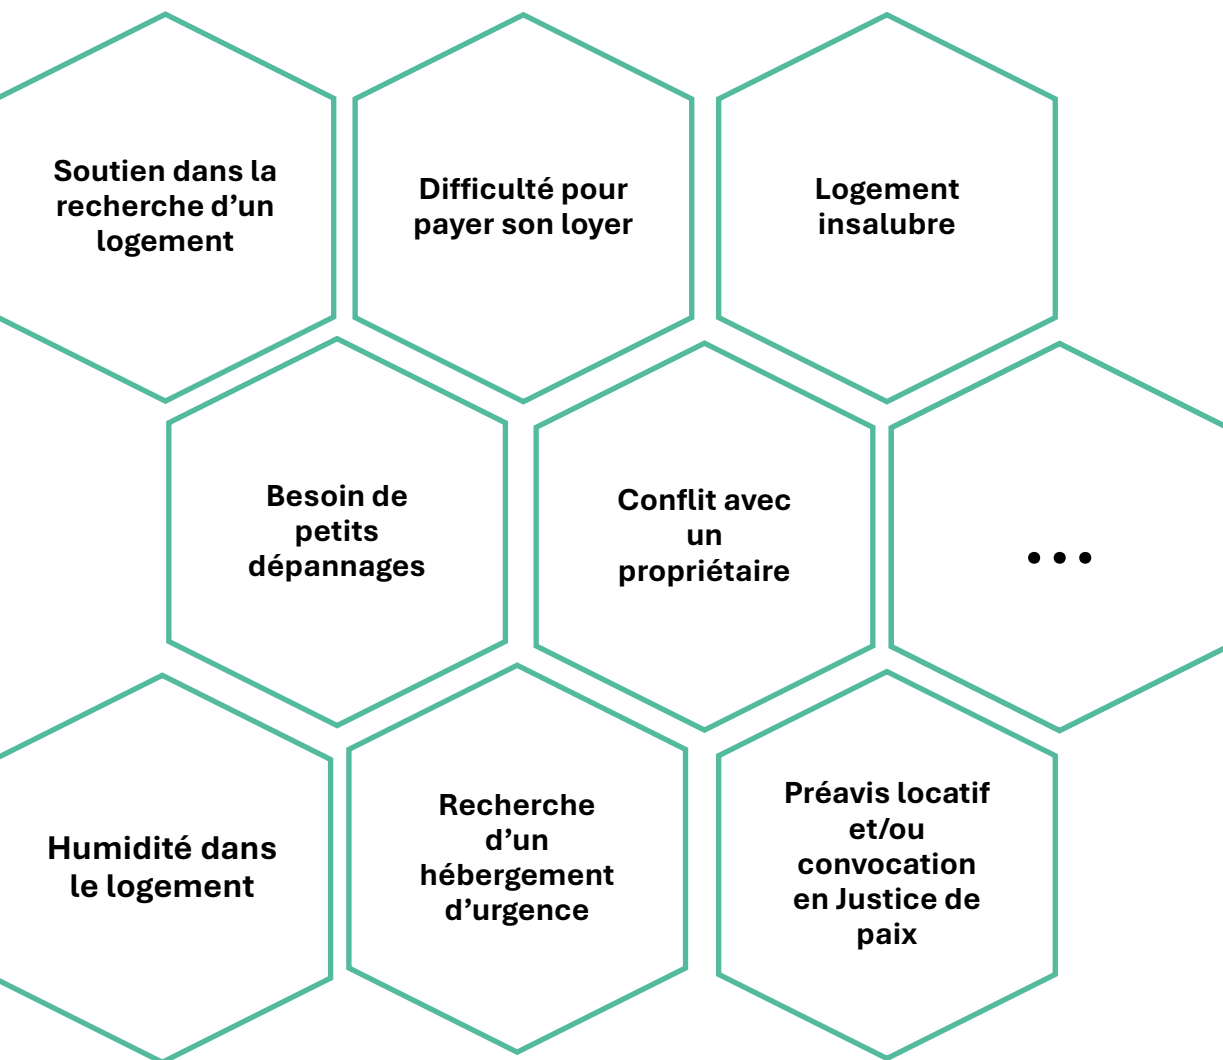 Soutien dans la
recherche d’un
logement
Difficulté pour
payer son loyer
Logement
insalubre
Besoin de
petits
dépannages
Conflit avec
un
propriétaire
...
Humidité dans
le logement
Recherche
d’un
hébergement
d’urgence
Préavis locatif
et/ou
convocation
en Justice de
paix